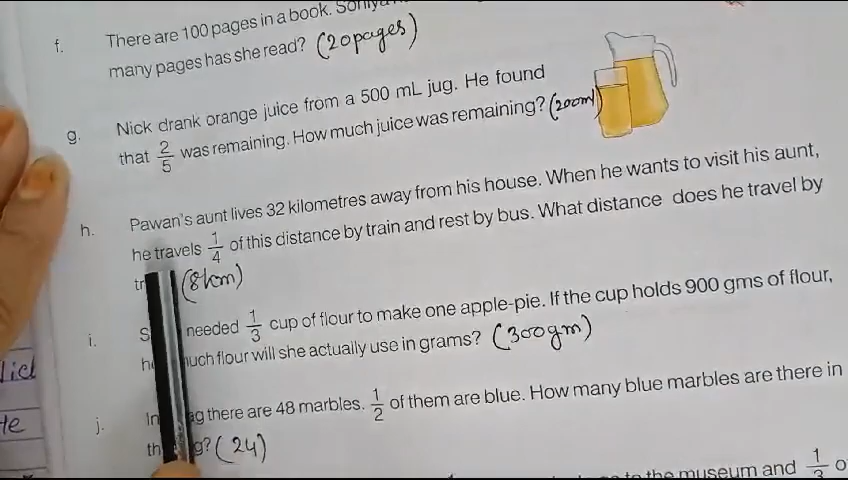 f. There are 100 pages in a book.
many pages has she read? (20pages)
g. Nick drank orange juice from a 500 mL jug. He found
that 2/5 was remaining. How much juice was remaining? (200ml)
h. Pawan's aunt lives 32 kilometres away from his house. When he wants to visit his aunt,
he travels 1/4 of this distance by train and rest by bus. What distance does he travel by
(8km)
i. needed 1/3 cup of flour to make one apple-pie. If the cup holds 900 gms of flour,
much flour will she actually use in grams? (300gm)
j. In there are 48 marbles. 1/2 of them are blue. How many blue marbles are there in
(24)
to the museum and 1/3